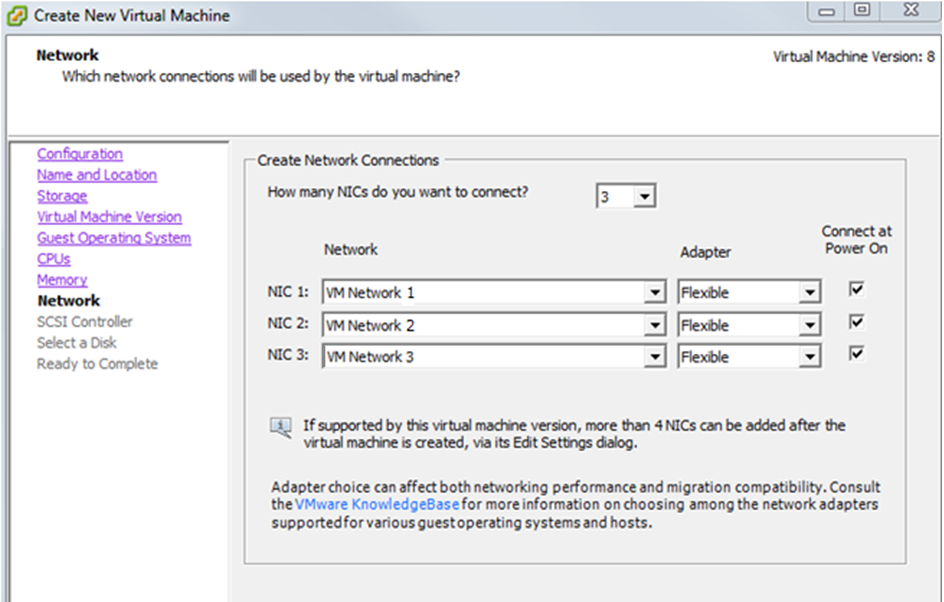 Create New Virtual Machine
Network
Which network connections will be used by the virtual machine?
Virtual Machine Version: 8
Configuration
Name and Location
Storage
Virtual Machine Version
Guest Operating System
CPUs
Memory
Network
SCSI Controller
Select a Disk
Ready to Complete
Create Network Connections
How many NICs do you want to connect? 3
Network Adapter Connect at
Power On
NIC 1: VM Network 1 Flexible
NIC 2: VM Network 2 Flexible
NIC 3: VM Network 3 Flexible
If supported by this virtual machine version, more than 4 NICs can be added after the
virtual machine is created, via its Edit Settings dialog.
Adapter choice can affect both networking performance and migration compatibility. Consult
the VMware KnowledgeBase for more information on choosing among the network adapters
supported for various guest operating systems and hosts.